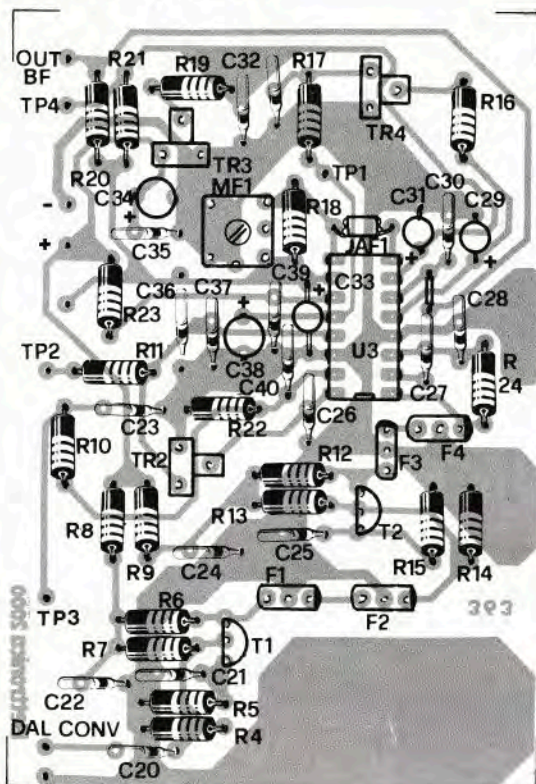 OUT
BF
R21
R19
C32
R17
R16
TP4
TR4
R20
TR3
MF1
TP1
C34
R18
C31
C30
C29
-
+
+
C35
JAF1
+
R23
C36
C37
C39
+
+
C33
C28
TP2
R11
C38
C40
U3
C27
R
24
C23
R22
C26
R10
TR2
R12
F3
F4
R8
R9
R13
T2
C24
C25
R15
R14
TP3
F1
F2
393
R6
R7
T1
C21
C22
R5
R4
DAL CONV
C20